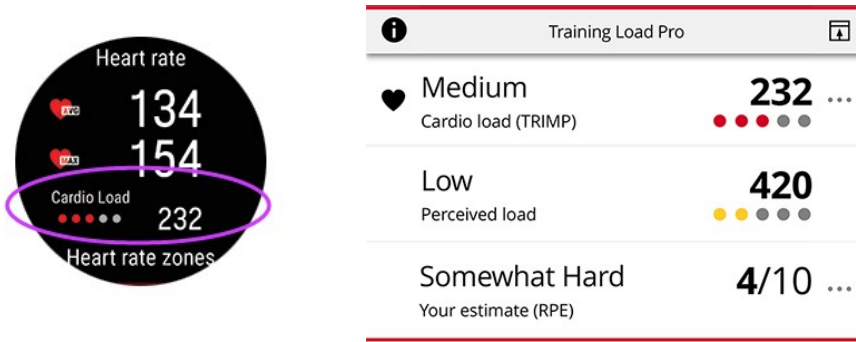 Heart rate
AVG 134
MAX 154
Cardio Load
232
Heart rate zones
Training Load Pro
Medium 232
Cardio load (TRIMP)
Low 420
Perceived load
Somewhat Hard 4/10
Your estimate (RPE)